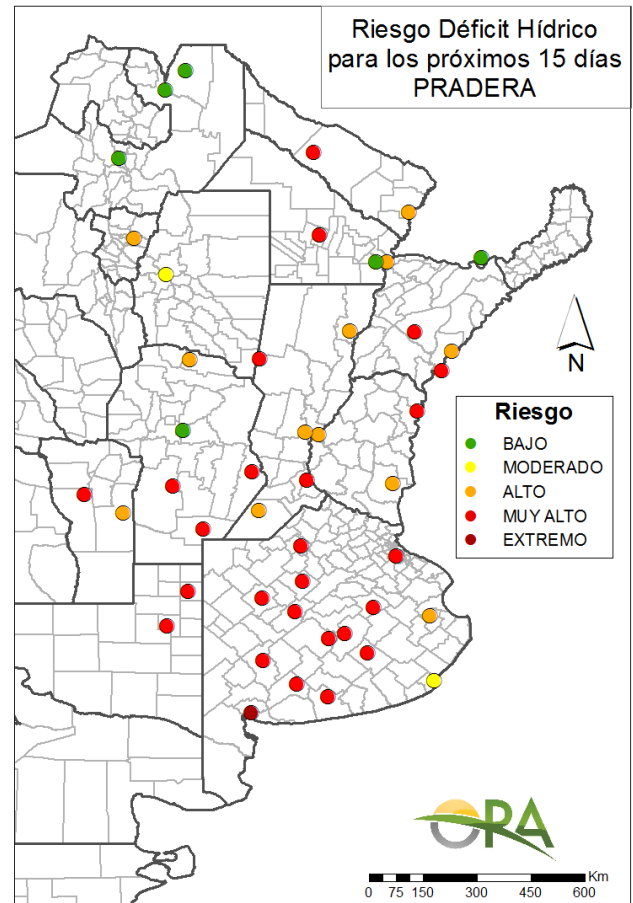 Riesgo Déficit Hídrico
para los próximos 15 días
PRADERA
N
Riesgo
BAJO
MODERADO
ALTO
MUY ALTO
EXTREMO
ORA
Km
0 75 150 300 450 600